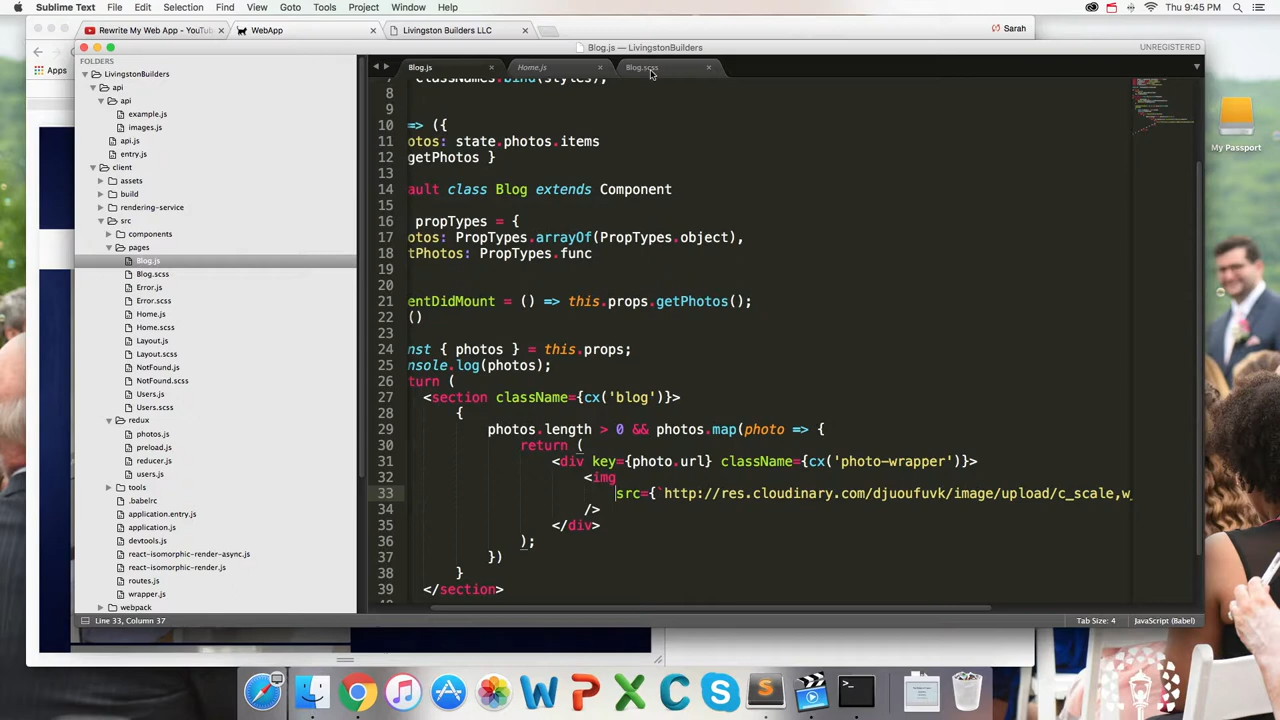 Sublime Text File Edit Selection Find View Goto Tools Project Window Help Thu 9:45 PM
Rewrite My Web App - YouTu WebApp Livingston Builders LLC Sarah
Blog.js — LivingstonBuilders UNREGISTERED
Apps
FOLDERS
LivingstonBuilders
api
api
example.js
images.js
api.js
entry.js
client
assets
build
rendering-service
src
components
pages
Blog.js
Blog.scss
Error.js
Error.scss
Home.js
Home.scss
Layout.js
Layout.scss
NotFound.js
NotFound.scss
Users.js
Users.scss
redux
photos.js
preload.js
reducer.js
users.js
tools
.babelrc
application.entry.js
application.js
devtools.js
react-isomorphic-render-async.js
react-isomorphic-render.js
routes.js
wrapper.js
webpack
Blog.js Home.js Blog.scss
classNames.bind(styles);
8
9
10 => ({
11 otos: state.photos.items
12 getPhotos }
13
14 ault class Blog extends Component
15
16 propTypes = {
17 otos: PropTypes.arrayOf(PropTypes.object),
18 tPhotos: PropTypes.func
19
20
21 entDidMount = () => this.props.getPhotos();
22 ()
23
24 nst { photos } = this.props;
25 nsole.log(photos);
26 turn (
27 <section className={cx('blog')}>
28 {
29 photos.length > 0 && photos.map(photo => {
30 return (
31 <div key={photo.url} className={cx('photo-wrapper')}>
32 <img
33 src={`http://res.cloudinary.com/djuoufuvk/image/upload/c_scale,w_
34 />
35 </div>
36 );
37 })
38 }
39 </section>
Line 33, Column 37 Tab Size: 4 JavaScript (Babel)
My Passport